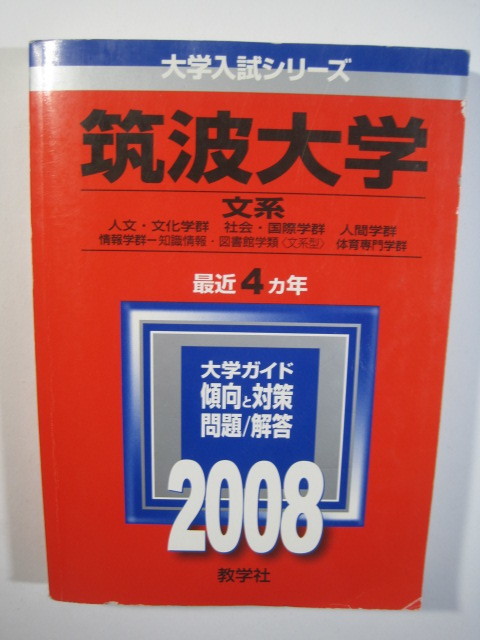 大学入試シリーズ
筑波大学
文系
人文・文化学群 社会・国際学群 人間学群
情報学群ー知識情報・図書館学類〈文系型〉 体育専門学群
最近4カ年
大学ガイド
傾向と対策
問題/解答
2008
教学社